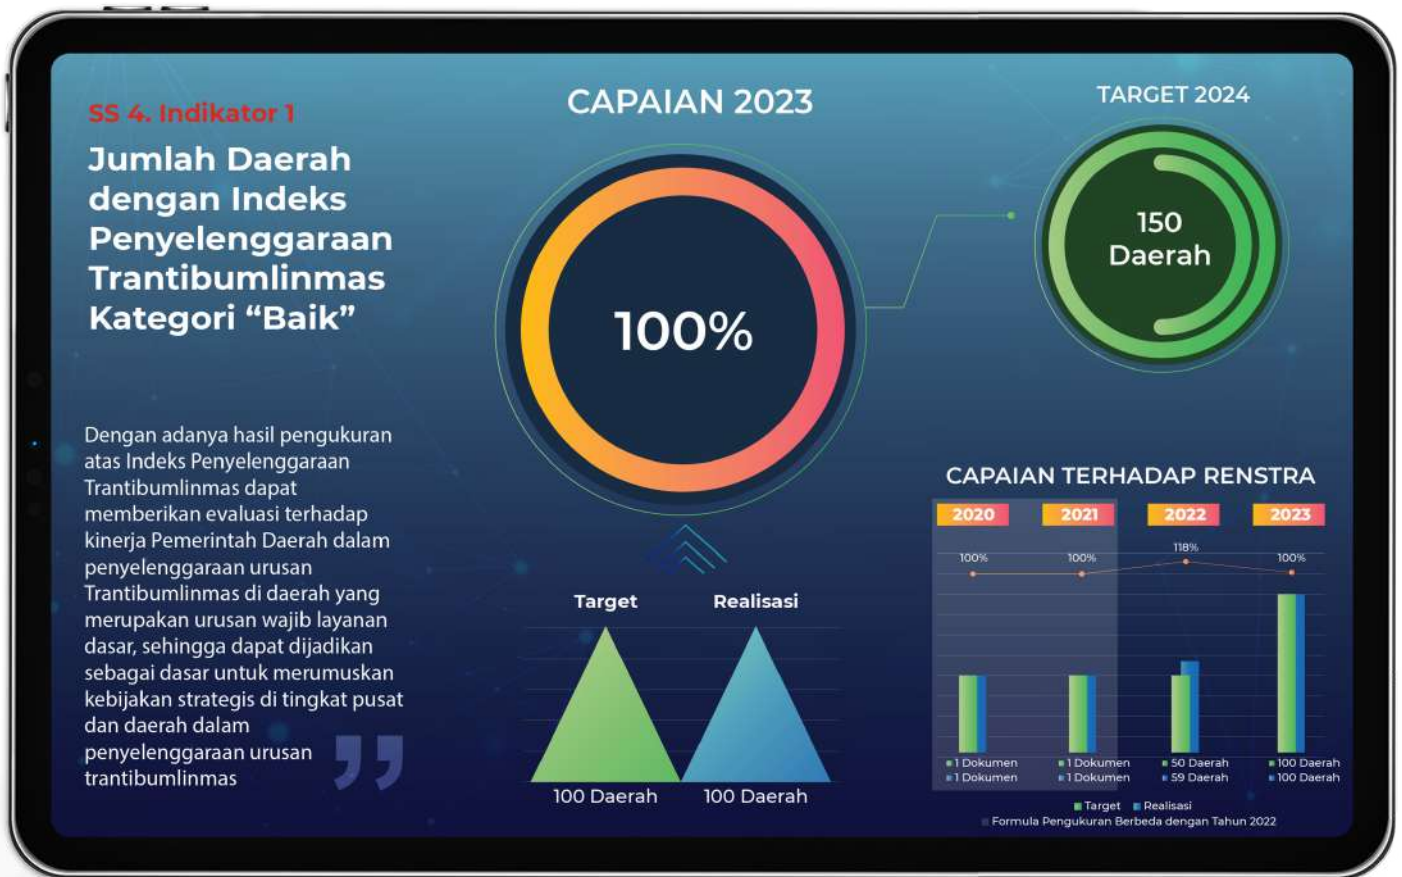 SS 4. Indikator 1
Jumlah Daerah
dengan Indeks
Penyelenggaraan
Trantibumlinmas
Kategori “Baik”
Dengan adanya hasil pengukuran
atas Indeks Penyelenggaraan
Trantibumlinmas dapat
memberikan evaluasi terhadap
kinerja Pemerintah Daerah dalam
penyelenggaraan urusan
Trantibumlinmas di daerah yang
merupakan urusan wajib layanan
dasar, sehingga dapat dijadikan
sebagai dasar untuk merumuskan
kebijakan strategis di tingkat pusat
dan daerah dalam
penyelenggaraan urusan
trantibumlinmas
”
CAPAIAN 2023
100%
Target Realisasi
100 Daerah 100 Daerah
TARGET 2024
150
Daerah
CAPAIAN TERHADAP RENSTRA
2020 2021 2022 2023
100% 100% 118% 100%
1 Dokumen 1 Dokumen 50 Daerah 100 Daerah
1 Dokumen 1 Dokumen 59 Daerah 100 Daerah
Target Realisasi
Formula Pengukuran Berbeda dengan Tahun 2022